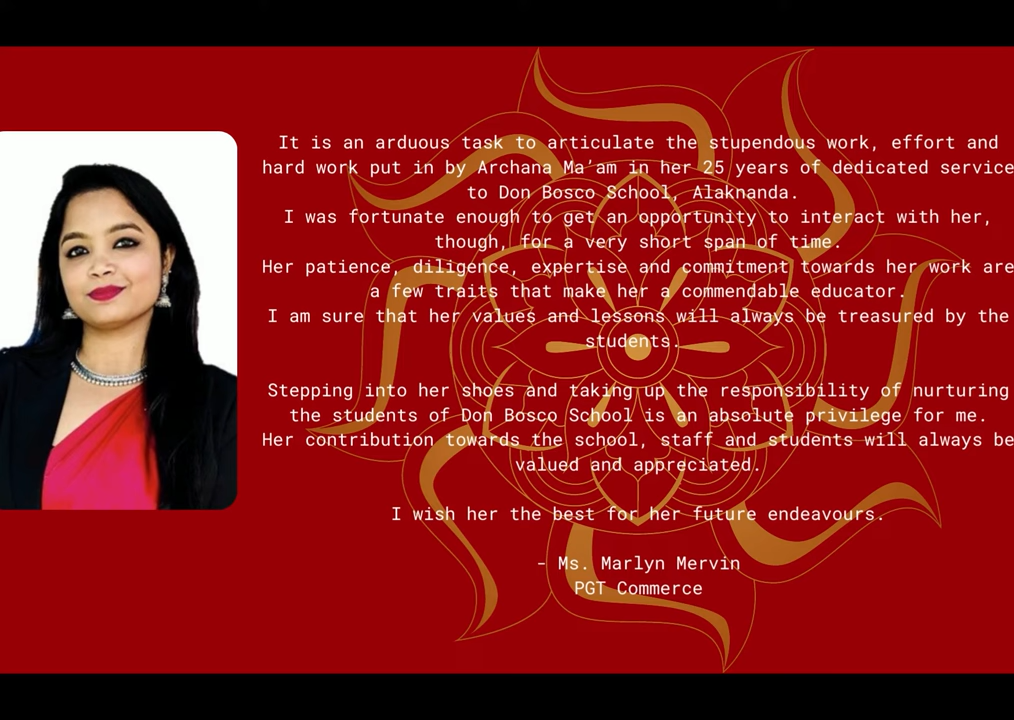 It is an arduous task to articulate the stupendous work, effort and
hard work put in by Archana Ma'am in her 25 years of dedicated service
to Don Bosco School, Alaknanda.
I was fortunate enough to get an opportunity to interact with her,
though, for a very short span of time.
Her patience, diligence, expertise and commitment towards her work are
a few traits that make her a commendable educator.
I am sure that her values and lessons will always be treasured by the
students.
Stepping into her shoes and taking up the responsibility of nurturing
the students of Don Bosco School is an absolute privilege for me.
Her contribution towards the school, staff and students will always be
valued and appreciated.
I wish her the best for her future endeavours.
- Ms. Marlyn Mervin
PGT Commerce